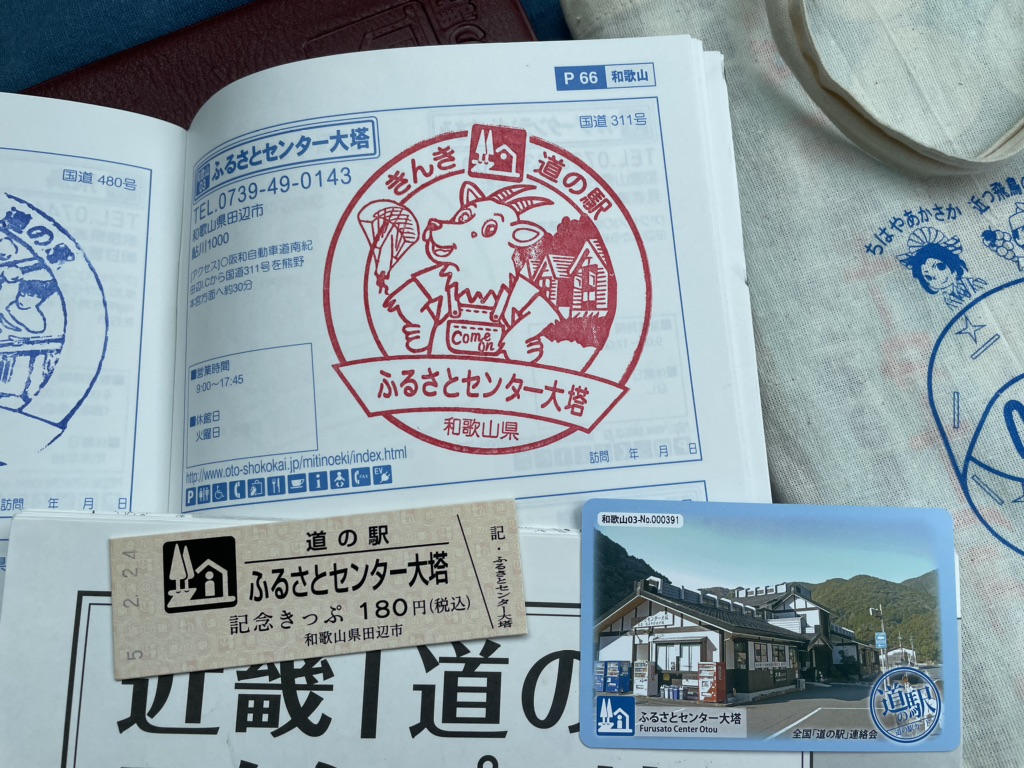 P 66 和歌山
国道 480号
道の駅
訪問 年 月 日
国道 311号
ふるさとセンター大塔
TEL.0739-49-0143
和歌山県田辺市
鮎川1000
[アクセス]○阪和自動車道南紀
田辺ICから国道311号を熊野
本宮方面へ約30分
■営業時間
9:00〜17:45
■休館日
火曜日
http://www.oto-shokokai.jp/mitinoeki/index.html
訪問 年 月 日
きんき 道の駅
Come on
ふるさとセンター大塔
和歌山県
ちはやあかさか 近つ飛鳥の
5. 2. 24
道の駅
ふるさとセンター大塔
記念きっぷ 180円(税込)
和歌山県田辺市
記・ふるさとセンター大塔
近畿「道の
和歌山03-No.000391
ふるさとセンター大塔
Furusato Center Otou
道の駅
全国「道の駅」連絡会